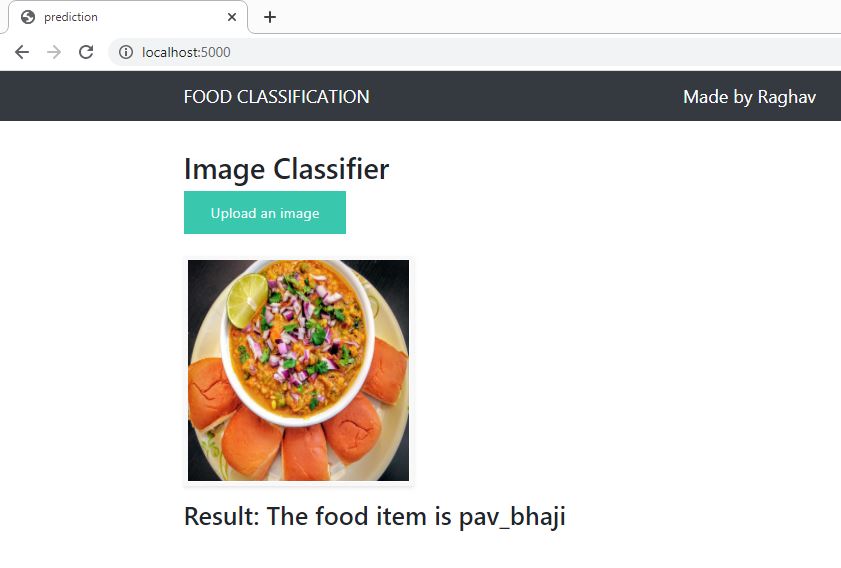 prediction
localhost:5000
FOOD CLASSIFICATION Made by Raghav
Image Classifier
Upload an image
Result: The food item is pav_bhaji